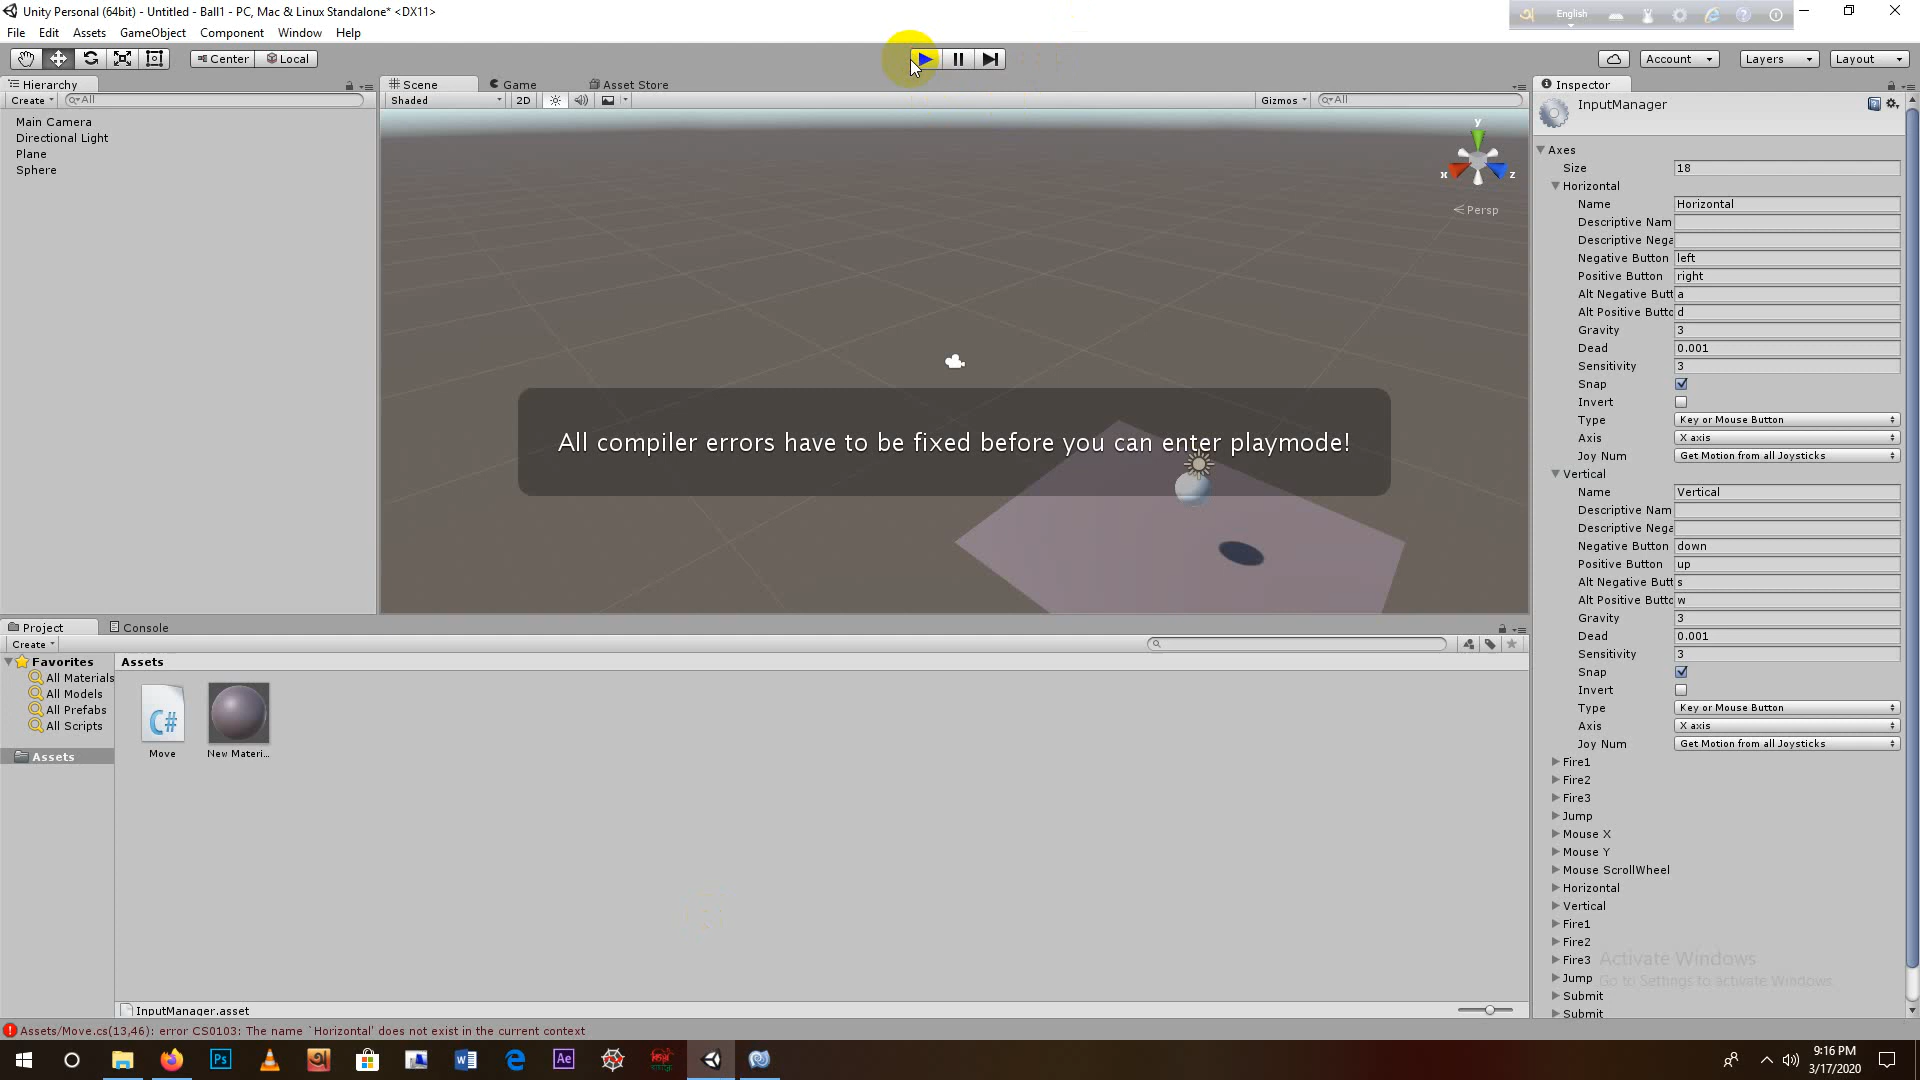 Unity Personal (64bit) - Untitled - Ball1 - PC, Mac & Linux Standalone* <DX11>
English
File Edit Assets GameObject Component Window Help
Center Local
Account Layers Layout
Hierarchy
Create All
Main Camera
Directional Light
Plane
Sphere
Scene Game Asset Store
Shaded 2D Gizmos All
y
x z
Persp
All compiler errors have to be fixed before you can enter playmode!
Inspector
InputManager
Axes
Size 18
Horizontal
Name Horizontal
Descriptive Nam
Descriptive Nega
Negative Button left
Positive Button right
Alt Negative Butt a
Alt Positive Butto d
Gravity 3
Dead 0.001
Sensitivity 3
Snap
Invert
Type Key or Mouse Button
Axis X axis
Joy Num Get Motion from all Joysticks
Vertical
Name Vertical
Descriptive Nam
Descriptive Nega
Negative Button down
Positive Button up
Alt Negative Butt s
Alt Positive Butto w
Gravity 3
Dead 0.001
Sensitivity 3
Snap
Invert
Type Key or Mouse Button
Axis X axis
Joy Num Get Motion from all Joysticks
Fire1
Fire2
Fire3
Jump
Mouse X
Mouse Y
Mouse ScrollWheel
Horizontal
Vertical
Fire1
Fire2
Fire3
Jump
Submit
Submit
Activate Windows
Go to Settings to activate Windows.
Project Console
Create
Favorites
All Materials
All Models
All Prefabs
All Scripts
Assets
Assets
C#
Move
New Materi...
InputManager.asset
Assets/Move.cs(13,46): error CS0103: The name `Horizontal' does not exist in the current context
Ps
Ae
9:16 PM
3/17/2020